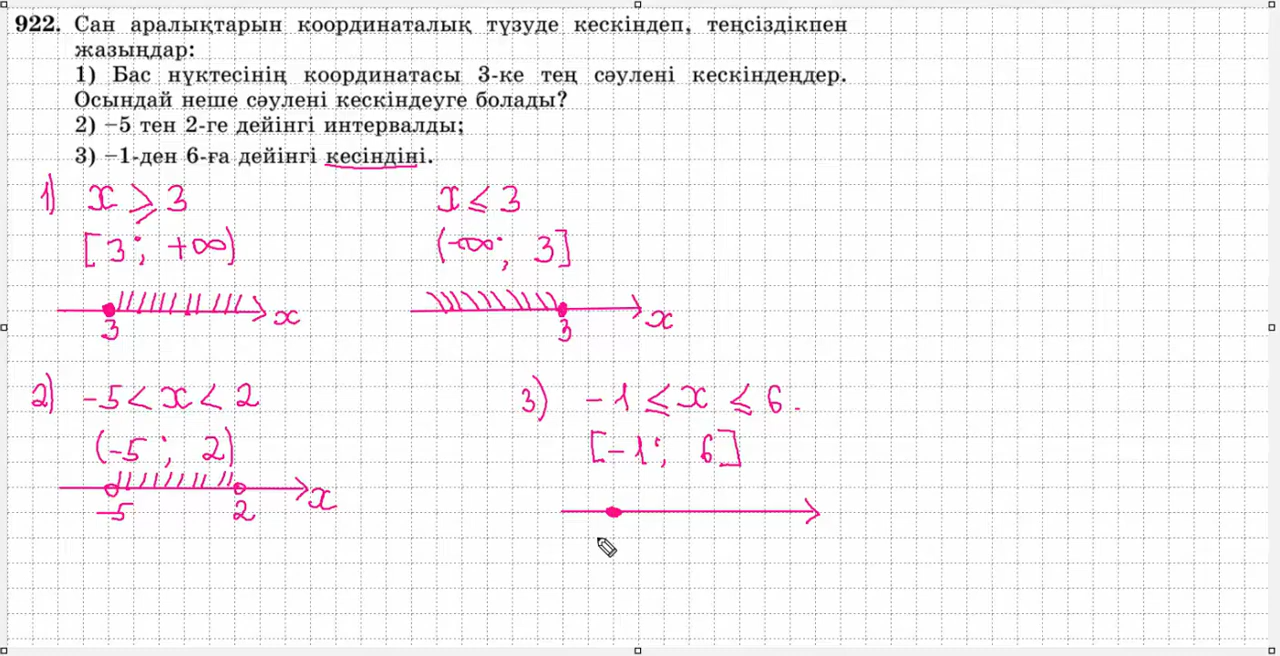 922. Сан аралықтарын координаталық түзуде кескіндеп, теңсіздікпен
жазыңдар:
1) Бас нүктесінің координатасы 3-ке тең сәулені кескіндеңдер.
Осындай неше сәулені кескіндеуге болады?
2) –5 тен 2-ге дейінгі интервалды;
3) –1-ден 6-ға дейінгі кесіндіні.
1) x ⩾ 3
[3; +∞)
3 x
x ≤ 3
(-∞; 3]
3 x
2) -5 < x < 2
(-5; 2)
-5 2 x
3) -1 ≤ x ≤ 6.
[-1; 6]